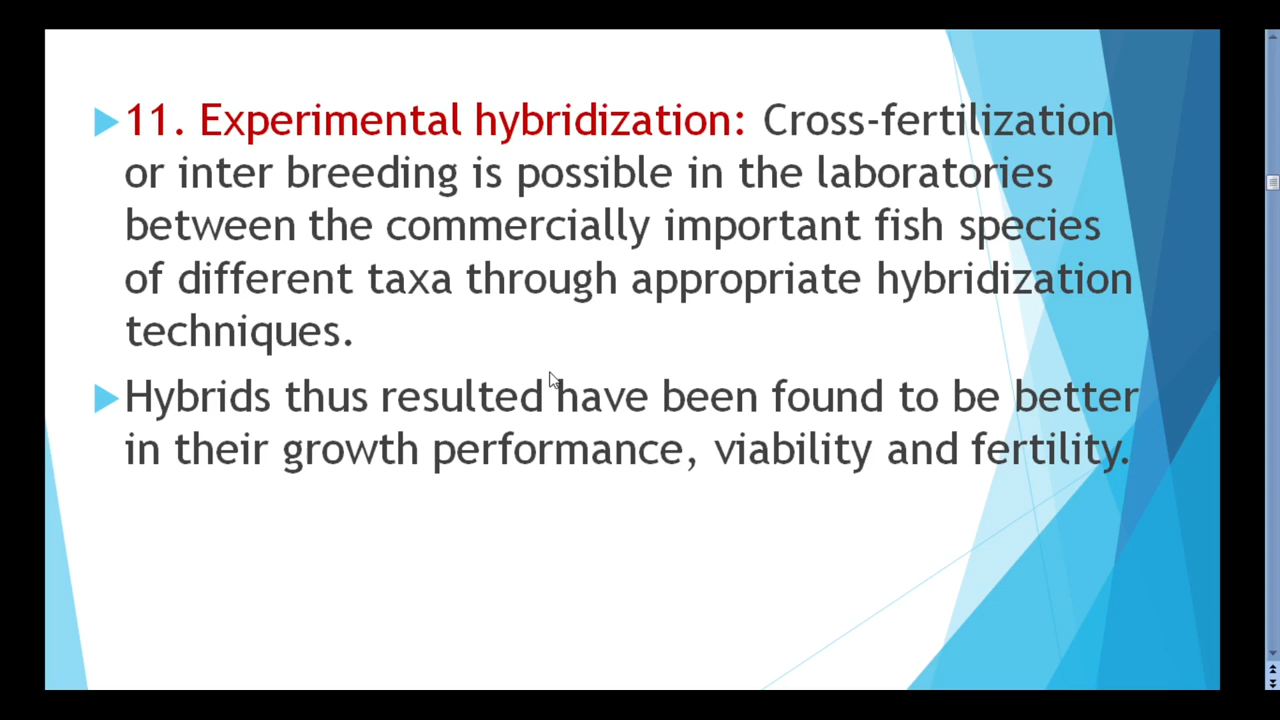 11. Experimental hybridization: Cross-fertilization
or inter breeding is possible in the laboratories
between the commercially important fish species
of different taxa through appropriate hybridization
techniques.
Hybrids thus resulted have been found to be better
in their growth performance, viability and fertility.